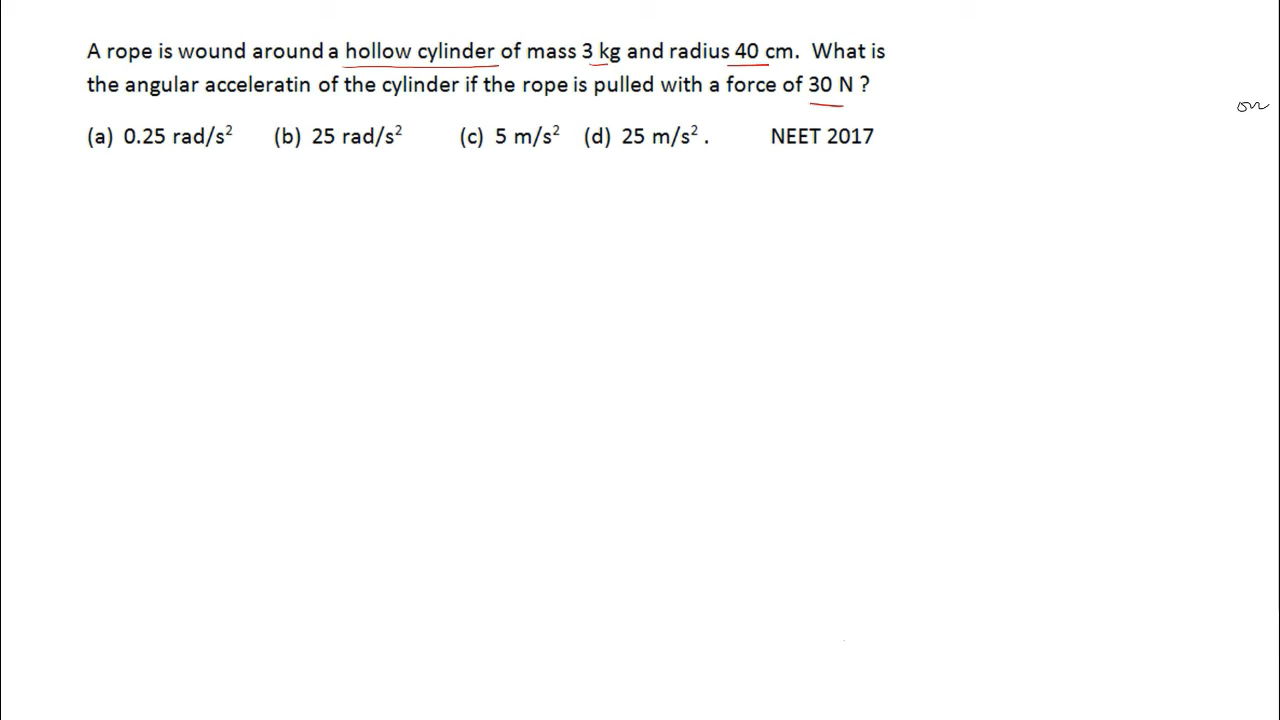 A rope is wound around a hollow cylinder of mass 3 kg and radius 40 cm.  What is
the angular acceleratin of the cylinder if the rope is pulled with a force of 30 N ?
(a) 0.25 rad/s² (b) 25 rad/s² (c) 5 m/s² (d) 25 m/s² . NEET 2017